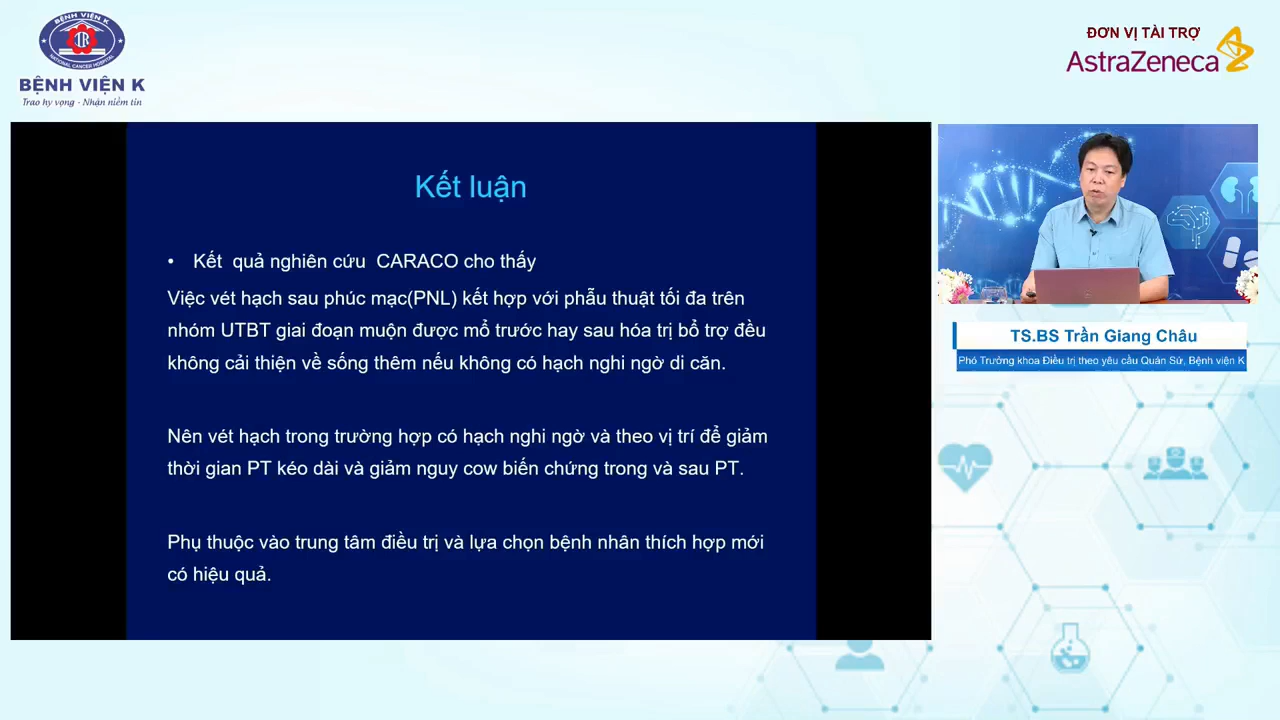 BỆNH VIỆN K
NATIONAL CANCER HOSPITAL
BỆNH VIỆN K
Trao hy vọng - Nhận niềm tin
ĐƠN VỊ TÀI TRỢ
AstraZeneca
Kết luận
• Kết quả nghiên cứu CARACO cho thấy
Việc vét hạch sau phúc mạc(PNL) kết hợp với phẫu thuật tối đa trên
nhóm UTBT giai đoạn muộn được mổ trước hay sau hóa trị bổ trợ đều
không cải thiện về sống thêm nếu không có hạch nghi ngờ di căn.
Nên vét hạch trong trường hợp có hạch nghi ngờ và theo vị trí để giảm
thời gian PT kéo dài và giảm nguy cow biến chứng trong và sau PT.
Phụ thuộc vào trung tâm điều trị và lựa chọn bệnh nhân thích hợp mới
có hiệu quả.
TS.BS Trần Giang Châu
Phó Trưởng khoa Điều trị theo yêu cầu Quán Sứ, Bệnh viện K